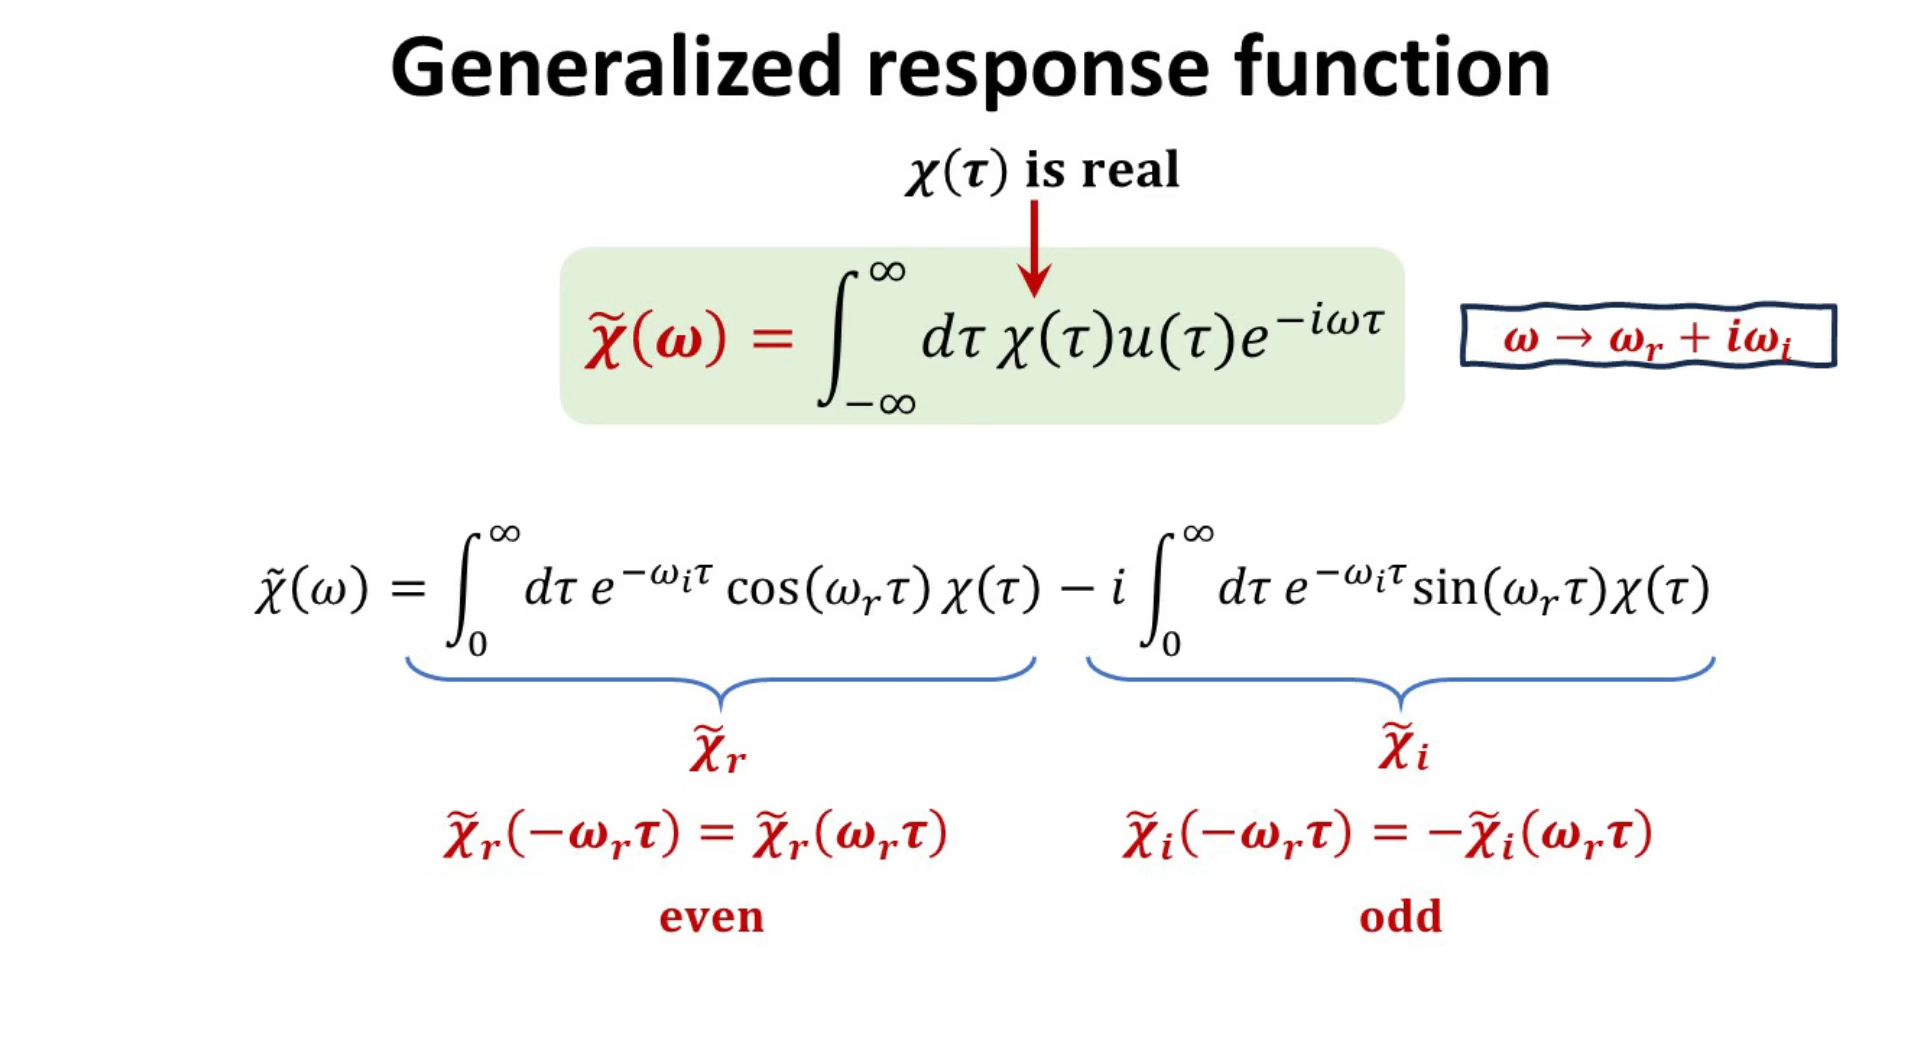 Generalized response function
χ(τ) is real
χ̃(ω) = ∫_{-∞}^{∞} dτ χ(τ)u(τ)e^{-iωτ}
ω → ω_r + iω_i
χ̃(ω) = ∫_0^∞ dτ e^{-ω_iτ} cos(ω_rτ) χ(τ) − i ∫_0^∞ dτ e^{-ω_iτ} sin(ω_rτ)χ(τ)
χ̃_r
χ̃_i
χ̃_r(−ω_rτ) = χ̃_r(ω_rτ)
χ̃_i(−ω_rτ) = −χ̃_i(ω_rτ)
even
odd